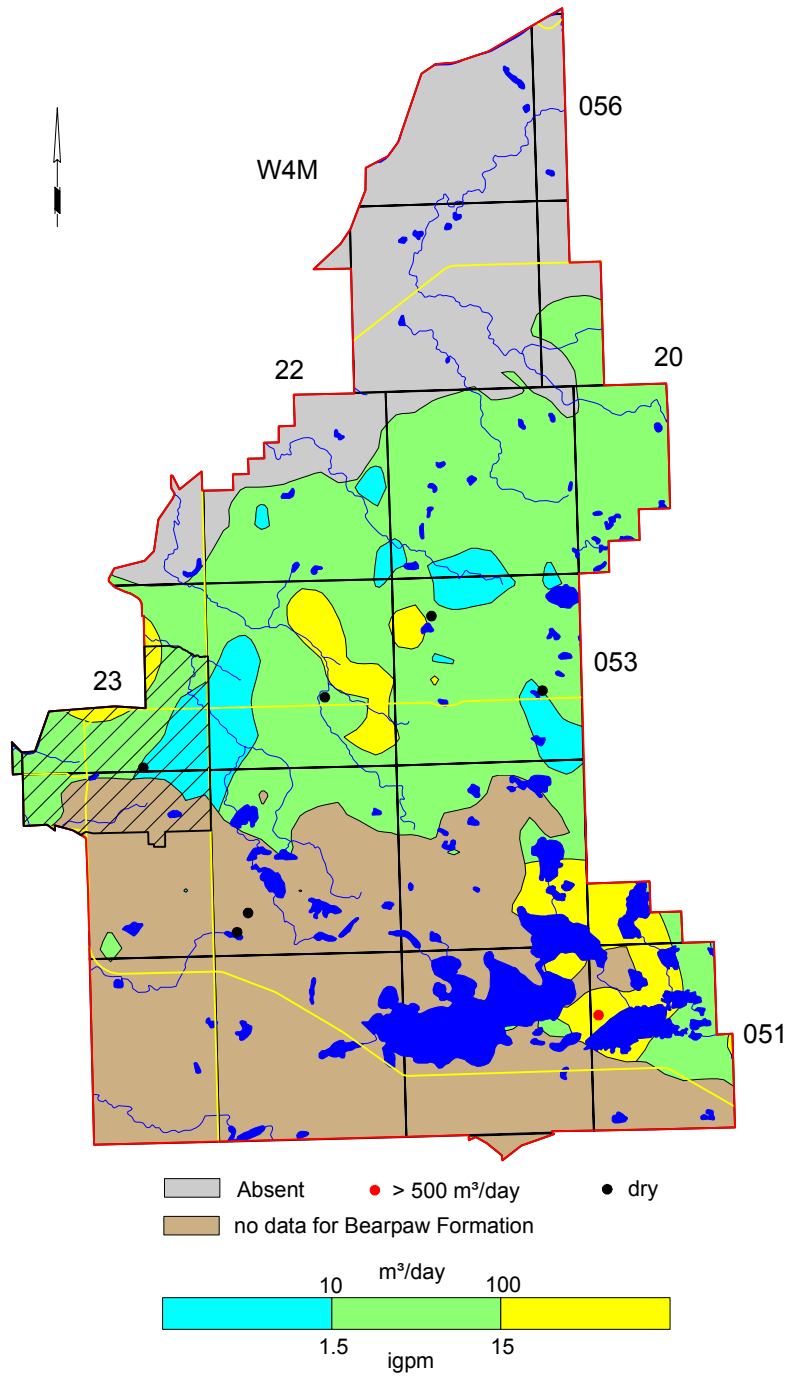 056
W4M
20
22
053
23
051
Absent
> 500 m³/day
dry
no data for Bearpaw Formation
m³/day
10
100
1.5
15
igpm